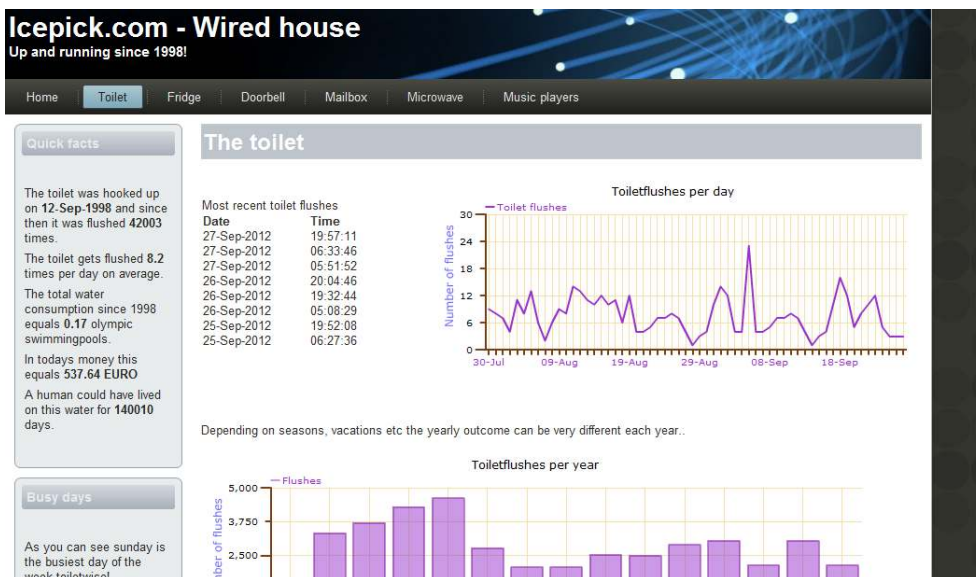 Icepick.com - Wired house
Up and running since 1998!
Home Toilet Fridge Doorbell Mailbox Microwave Music players
Quick facts
The toilet was hooked up
on 12-Sep-1998 and since
then it was flushed 42003
times.
The toilet gets flushed 8.2
times per day on average.
The total water
consumption since 1998
equals 0.17 olympic
swimmingpools.
In todays money this
equals 537.64 EURO
A human could have lived
on this water for 140010
days.
Busy days
As you can see sunday is
the busiest day of the
week toiletwise!
The toilet
Most recent toilet flushes
Date Time
27-Sep-2012 19:57:11
27-Sep-2012 06:33:46
27-Sep-2012 05:51:52
26-Sep-2012 20:04:46
26-Sep-2012 19:32:44
26-Sep-2012 05:08:29
25-Sep-2012 19:52:08
25-Sep-2012 06:27:36
Toiletflushes per day
Toilet flushes
Number of flushes
30
24
18
12
6
0
30-Jul 09-Aug 19-Aug 29-Aug 08-Sep 18-Sep
Depending on seasons, vacations etc the yearly outcome can be very different each year..
Toiletflushes per year
Flushes
5,000
3,750
2,500
ber of flushes